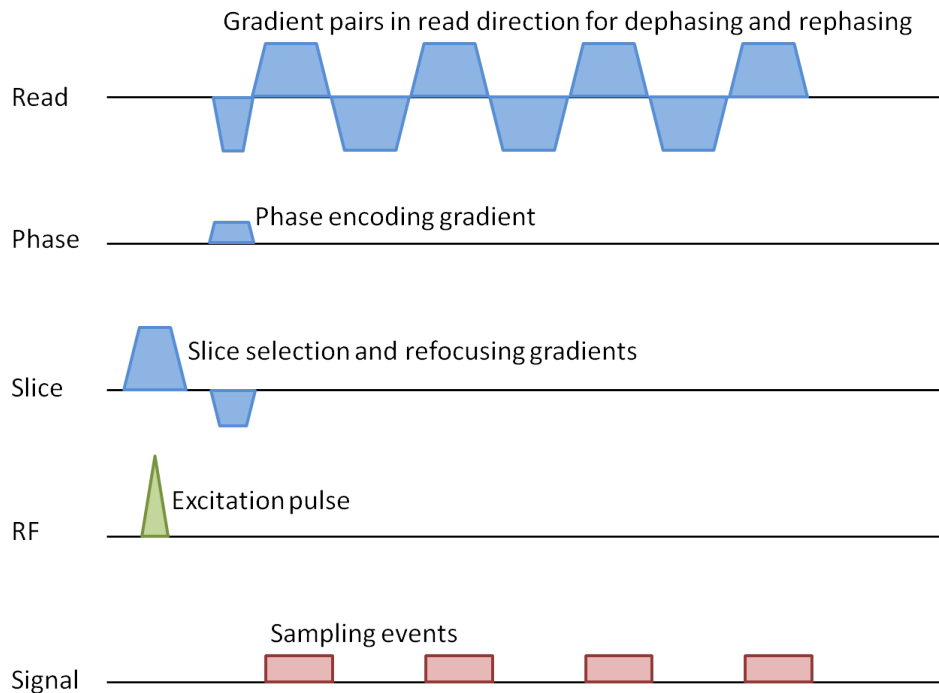 Gradient pairs in read direction for dephasing and rephasing
Read
Phase encoding gradient
Phase
Slice selection and refocusing gradients
Slice
Excitation pulse
RF
Sampling events
Signal